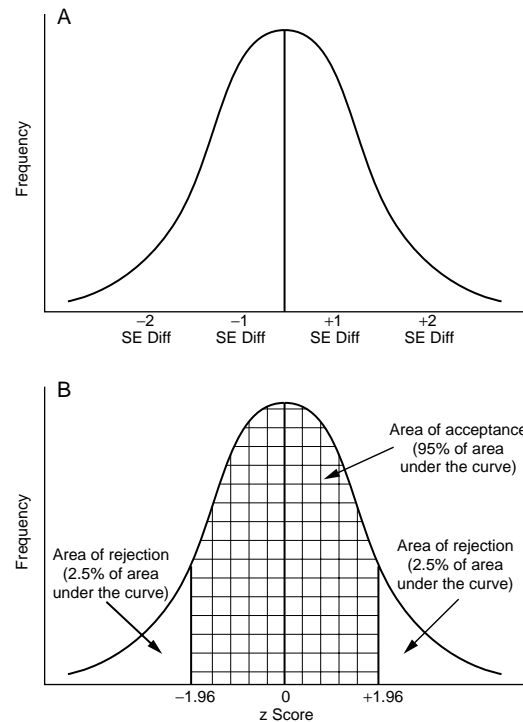 A
Frequency
–2 –1 +1 +2
SE Diff SE Diff SE Diff SE Diff
B
Area of acceptance
(95% of area
under the curve)
Frequency
Area of rejection
(2.5% of area
under the curve)
Area of rejection
(2.5% of area
under the curve)
–1.96 0 +1.96
z Score